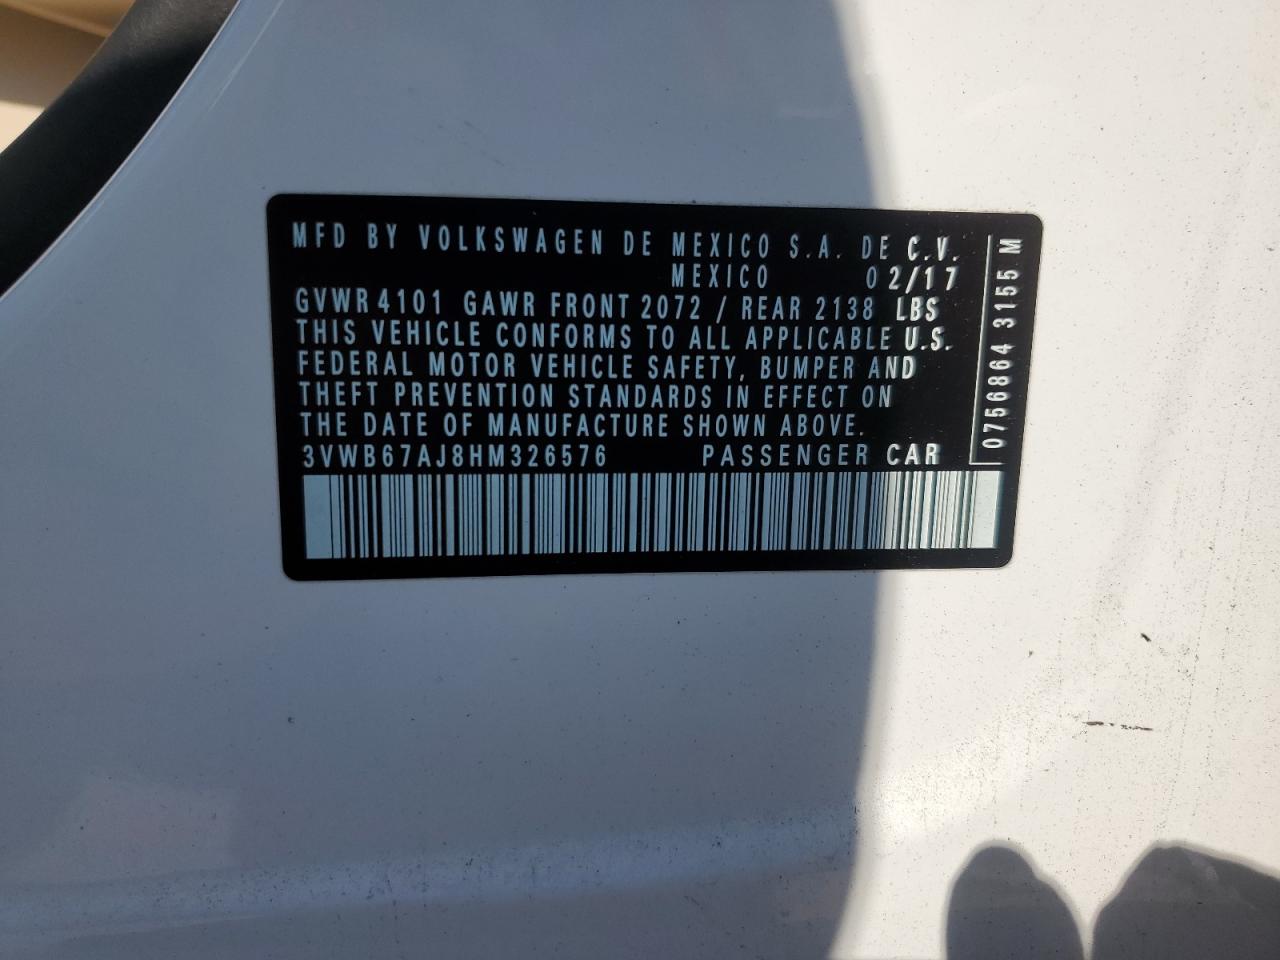 MFD BY VOLKSWAGEN DE MEXICO S.A. DE C.V.
MEXICO 02/17
GVWR 4101 GAWR FRONT 2072 / REAR 2138 LBS
THIS VEHICLE CONFORMS TO ALL APPLICABLE U.S.
FEDERAL MOTOR VEHICLE SAFETY, BUMPER AND
THEFT PREVENTION STANDARDS IN EFFECT ON
THE DATE OF MANUFACTURE SHOWN ABOVE.
3VWB67AJ8HM326576 PASSENGER CAR
0756864 3155 M